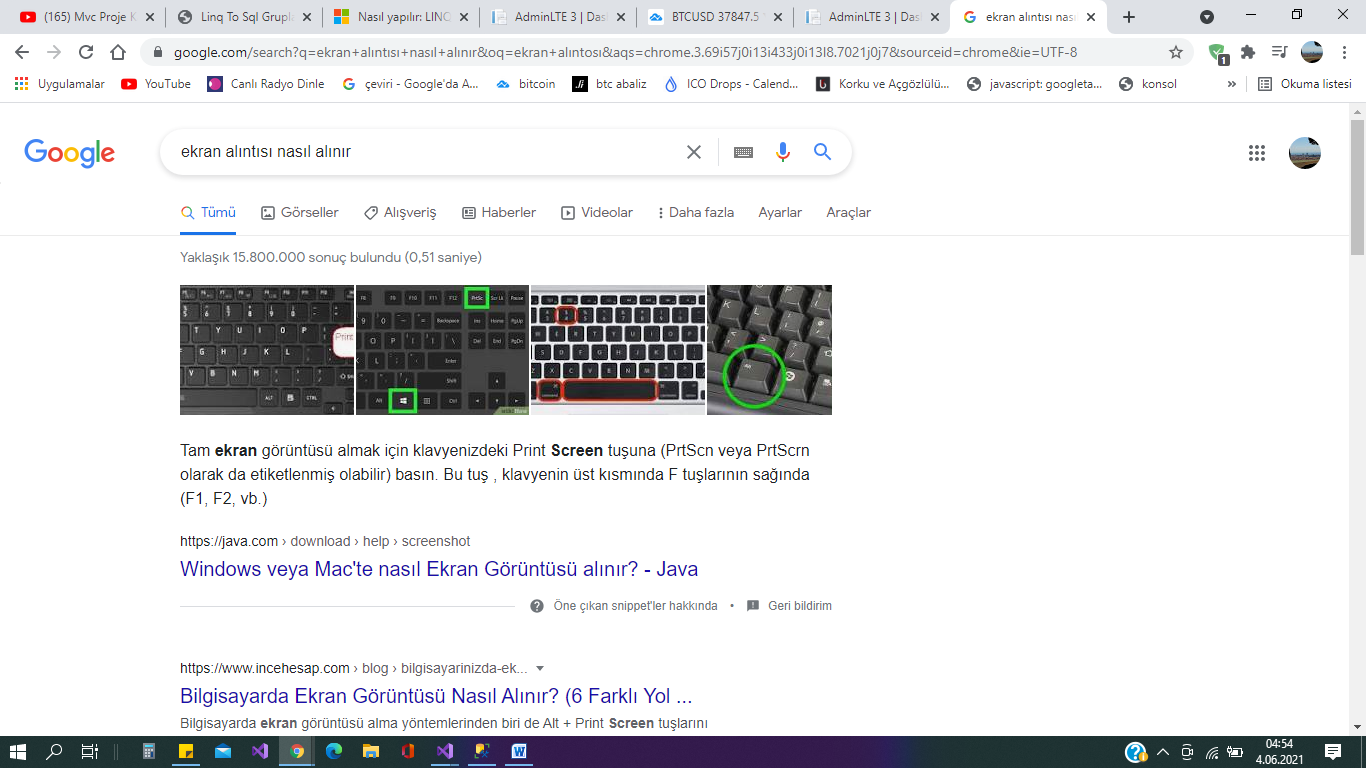 (165) Mvc Proje K
Linq To Sql Grupla
Nasıl yapılır: LINQ
AdminLTE 3 | Dash
BTCUSD 37847.5
AdminLTE 3 | Dash
ekran alıntısı nası
google.com/search?q=ekran+alıntısı+nasıl+alınır&oq=ekran+alıntosı&aqs=chrome.3.69i57j0i13i433j0i13l8.7021j0j7&sourceid=chrome&ie=UTF-8
1
Uygulamalar
YouTube
Canlı Radyo Dinle
çeviri - Google'da A...
bitcoin
btc abaliz
ICO Drops - Calend...
Korku ve Açgözlülü...
javascript: googleta...
konsol
»
Okuma listesi
Google
ekran alıntısı nasıl alınır
Tümü
Görseller
Alışveriş
Haberler
Videolar
Daha fazla
Ayarlar
Araçlar
Yaklaşık 15.800.000 sonuç bulundu (0,51 saniye)
Tam ekran görüntüsü almak için klavyenizdeki Print Screen tuşuna (PrtScn veya PrtScrn
olarak da etiketlenmiş olabilir) basın. Bu tuş , klavyenin üst kısmında F tuşlarının sağında
(F1, F2, vb.)
https://java.com › download › help › screenshot
Windows veya Mac'te nasıl Ekran Görüntüsü alınır? - Java
Öne çıkan snippet'ler hakkında • Geri bildirim
https://www.incehesap.com › blog › bilgisayarinizda-ek...
Bilgisayarda Ekran Görüntüsü Nasıl Alınır? (6 Farklı Yol ...
Bilgisayarda ekran görüntüsü alma yöntemlerinden biri de Alt + Print Screen tuşlarını
04:54
4.06.2021